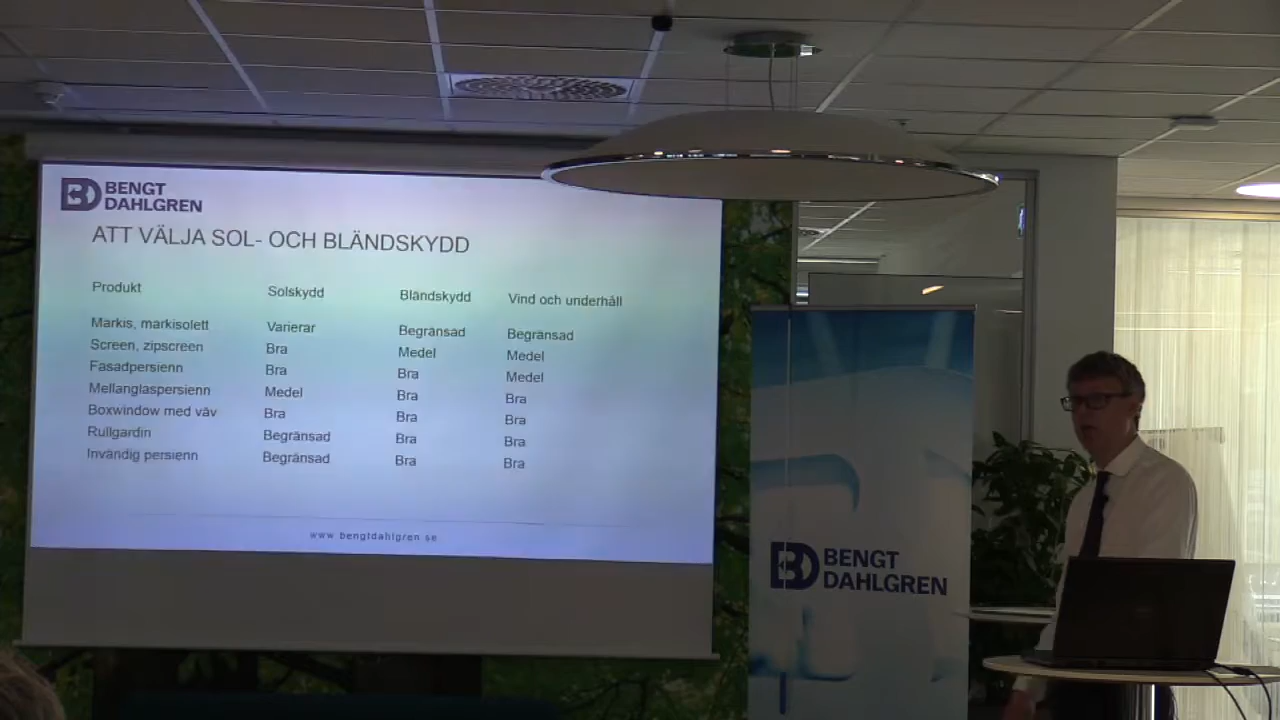 BD BENGT
DAHLGREN
ATT VÄLJA SOL- OCH BLÄNDSKYDD
Produkt Solskydd Bländskydd Vind och underhåll
Markis, markisolett Varierar Begränsad Begränsad
Screen, zipscreen Bra Medel Medel
Fasadpersienn Bra Bra Medel
Mellanglaspersienn Medel Bra Bra
Boxwindow med väv Bra Bra Bra
Rullgardin Begränsad Bra Bra
Invändig persienn Begränsad Bra Bra
www.bengtdahlgren.se
BD BENGT
DAHLGREN